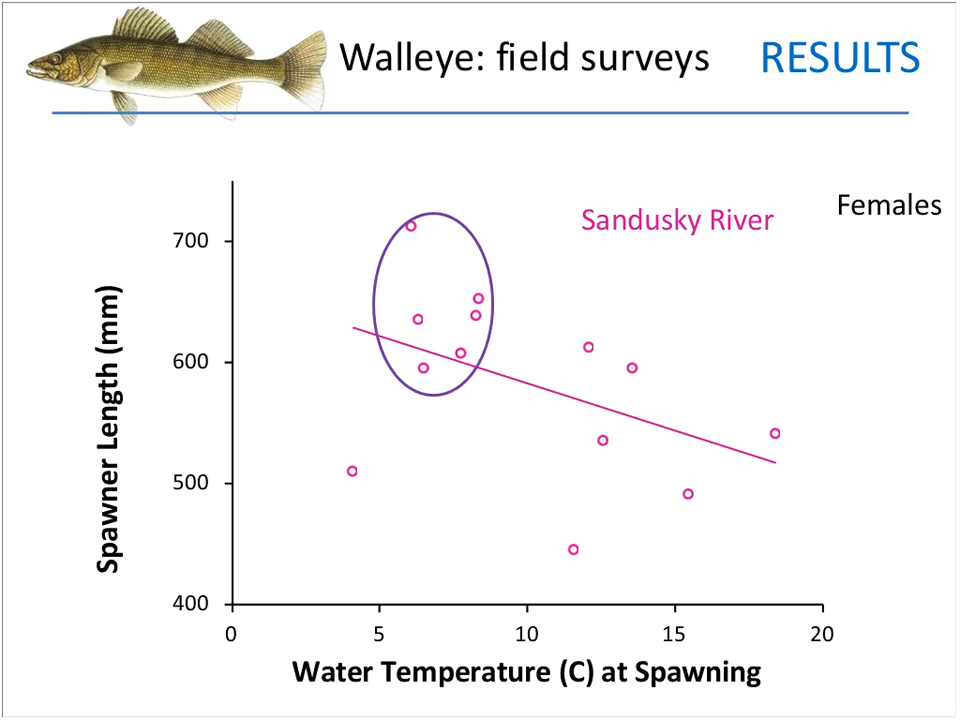 Walleye: field surveys RESULTS
Females
Sandusky River
700
600
500
400
0 5 10 15 20
Spawner Length (mm)
Water Temperature (C) at Spawning